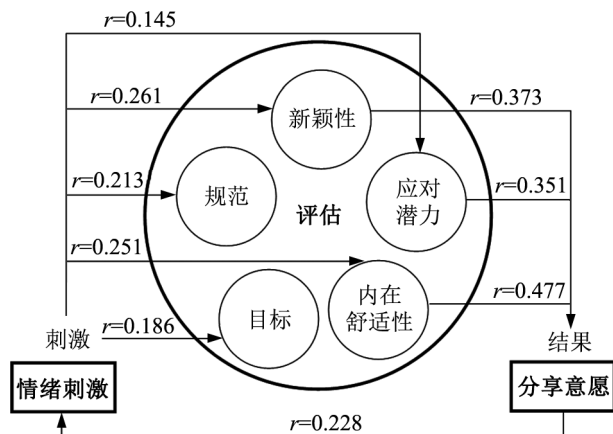 r=0.145
r=0.261
新颖性
r=0.373
r=0.213
规范
评估
应对
潜力
r=0.351
r=0.251
内在
舒适性
r=0.477
刺激
r=0.186
目标
结果
情绪刺激
分享意愿
r=0.228